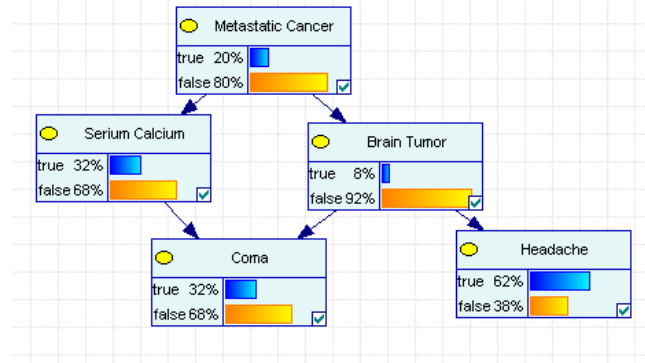 Metastatic Cancer
true 20%
false 80%
Serium Calcium
true 32%
false 68%
Brain Tumor
true 8%
false 92%
Coma
true 32%
false 68%
Headache
true 62%
false 38%